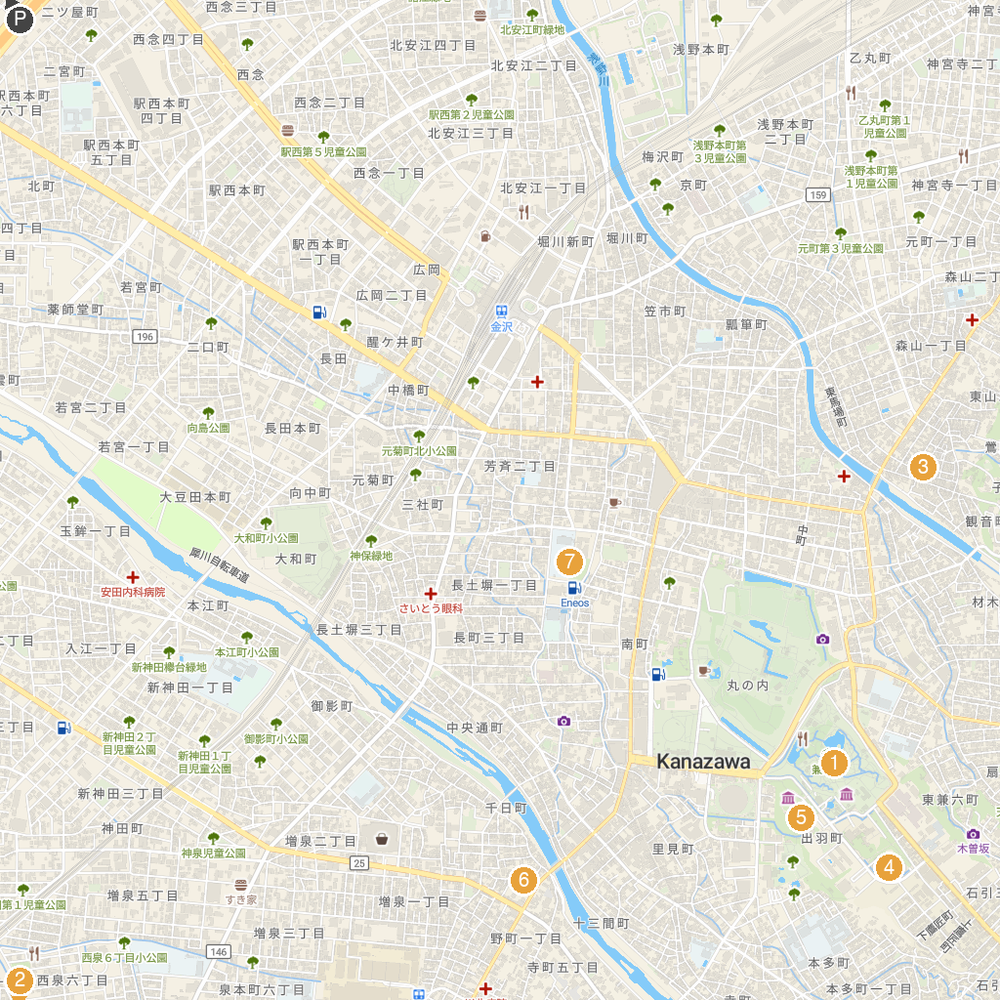 P
二ツ屋町
西念三丁目
北安江町緑地
西念四丁目
北安江四丁目
浅野本町
西念
乙丸町
神宮寺二丁目
二宮町
北安江二丁目
浅野川
駅西本町
六丁目
駅西本町
四丁目
西念二丁目
駅西第2児童公園
乙丸町第1
児童公園
浅野本町
二丁目
北安江三丁目
駅西本町
五丁目
駅西第5児童公園
浅野本町第
3児童公園
梅沢町
浅野本町第
1児童公園
西念一丁目
北町
駅西本町
北安江一丁目
京町
神宮寺一丁目
159
四丁目
駅西本町
一丁目
堀川新町
堀川町
元町第3児童公園
元町一丁目
広岡
森山二丁
若宮町
広岡二丁目
薬師堂町
笠市町
瓢箪町
金沢
196
二口町
醒ケ井町
森山一丁目
長田
中橋町
東馬場町
東山
若宮二丁目
向島公園
長田本町
若宮一丁目
元菊町北小公園
芳斉二丁目
3
元菊町
大豆田本町
向中町
三社町
玉鉾一丁目
大和町小公園
中町
観音町
大和町
神保緑地
犀川自転車道
7
安田内科病院
長土塀一丁目
本江町
さいとう眼科
Eneos
材木
長土塀三丁目
入江一丁目
本江町小公園
長町三丁目
南町
新神田欅台緑地
新神田一丁目
丸の内
御影町
三丁目
中央通町
新神田2丁
目児童公園
御影町小公園
新神田1丁
目児童公園
Kanazawa
1
新神田三丁目
東兼六町
千日町
5
神田町
増泉二丁目
里見町
出羽町
木曽坂
神泉児童公園
25
4
6
すき家
増泉五丁目
増泉一丁目
石引三
増泉三丁目
十三間町
下鷹匠町
上鷹匠町
野町一丁目
146
西泉6丁目小公園
本多町
寺町五丁目
2
西泉六丁目
泉本町六丁目
本多町一丁目
石引